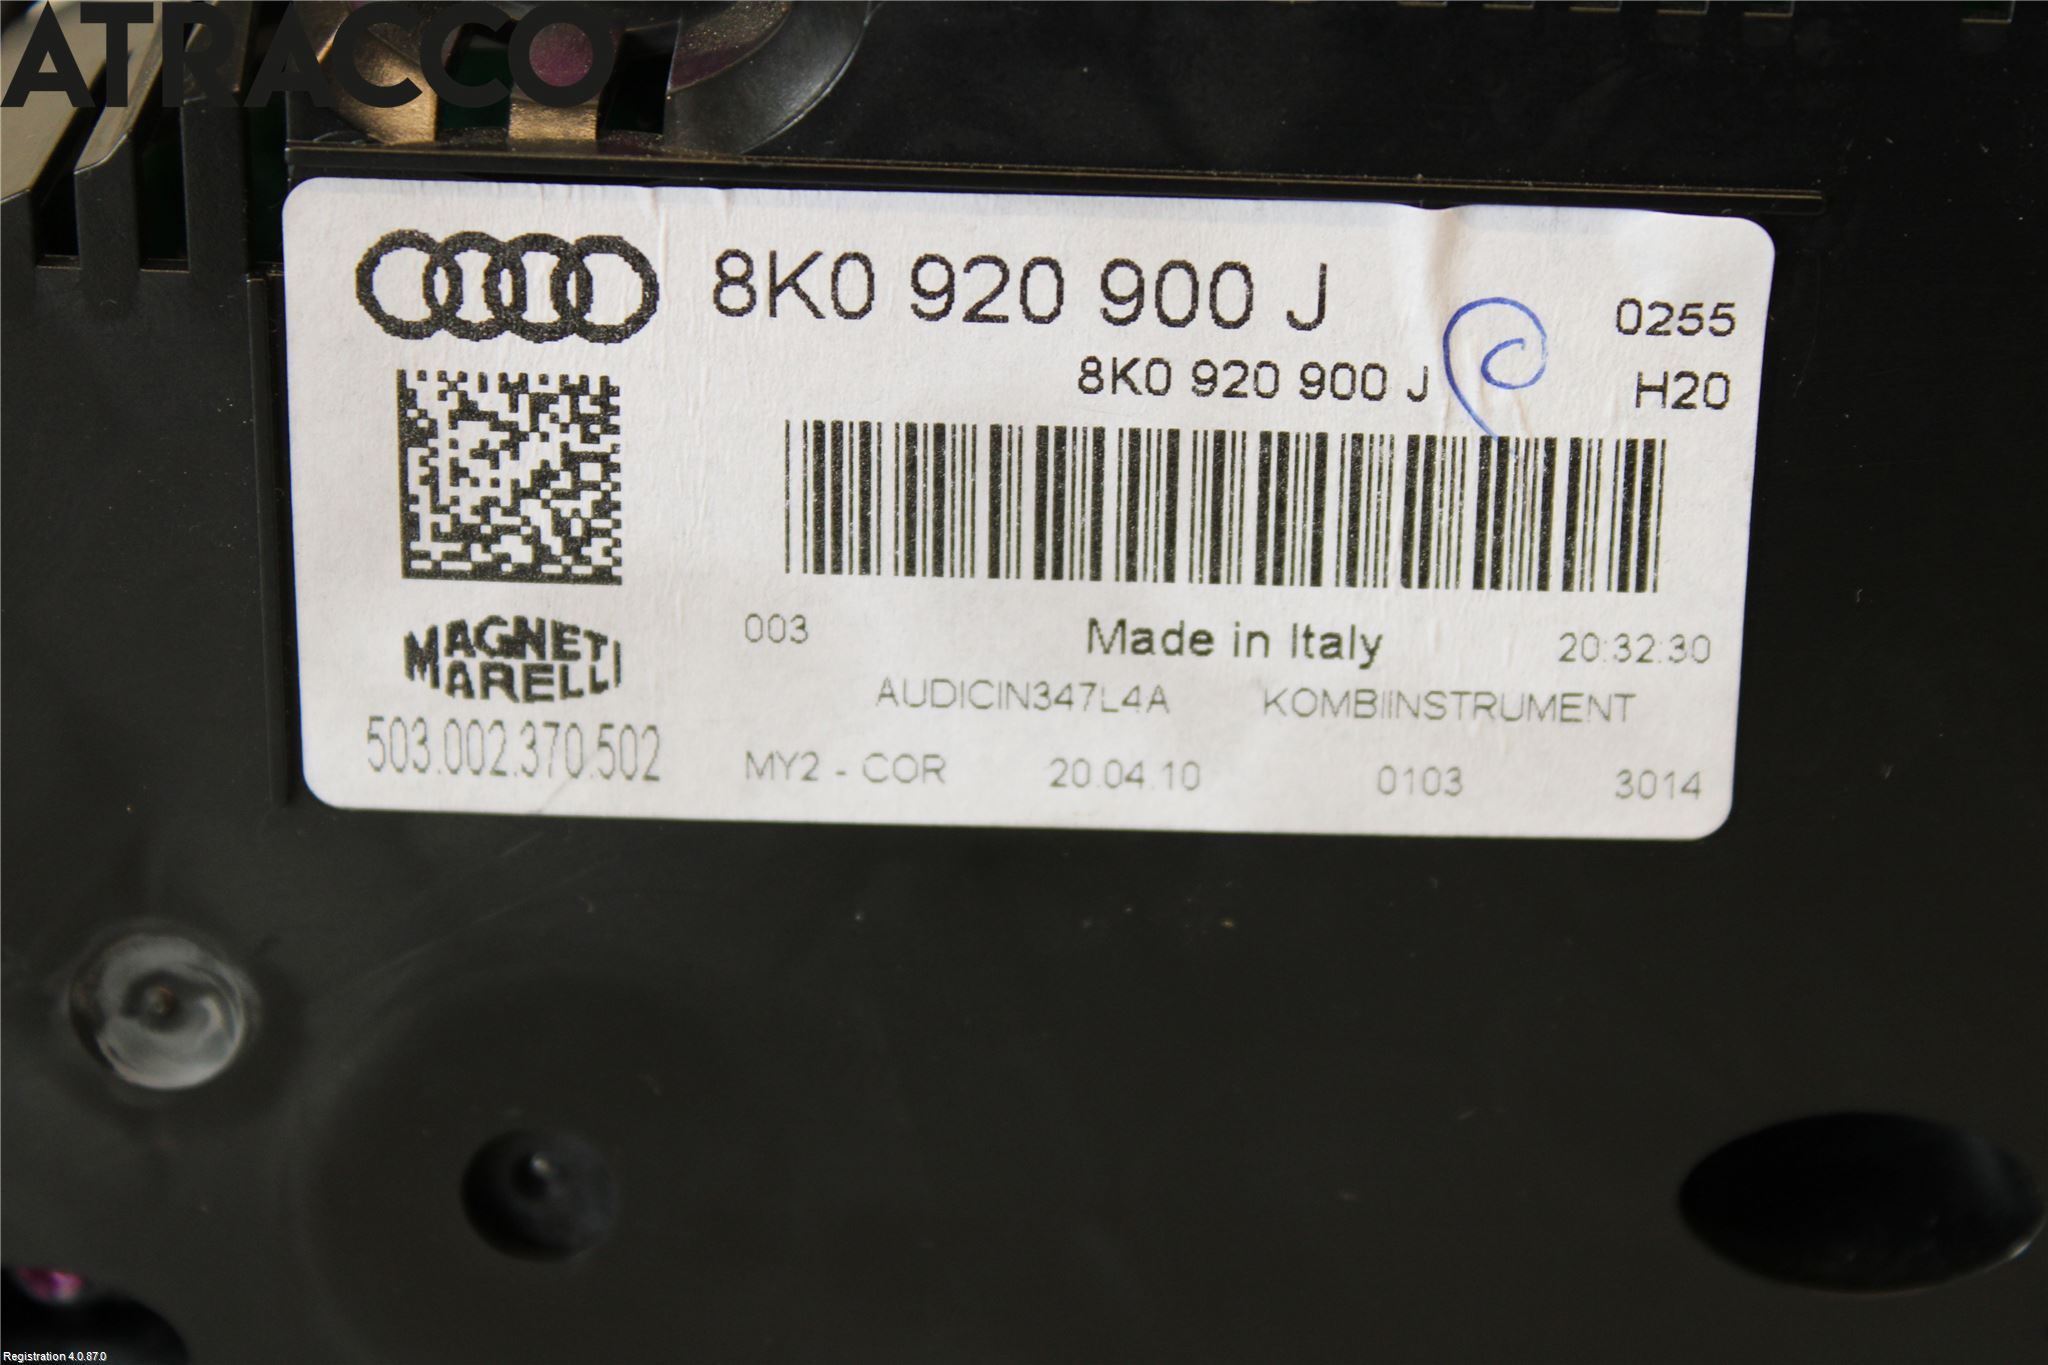 ATRACCO
8K0 920 900 J
0255
8K0 920 900 J
H20
003 Made in Italy 20:32:30
MAGNETI
MARELLI
AUDICIN347L4A KOMBIINSTRUMENT
503.002.370.502
MY2 - COR 20.04.10 0103 3014
Registration 4.0.87.0